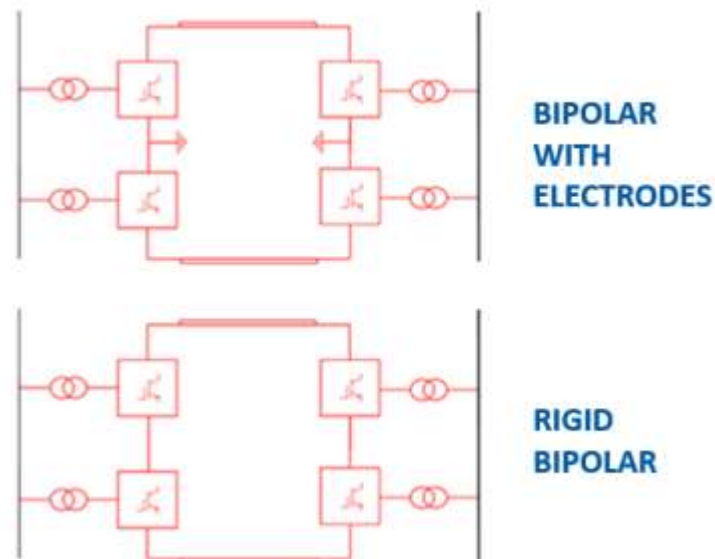 BIPOLAR
WITH
ELECTRODES
RIGID
BIPOLAR